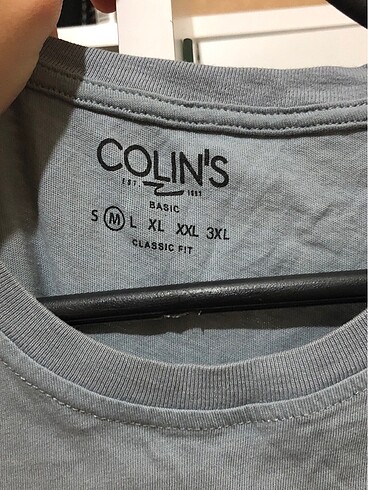 COLIN'S
EST. 1983
BASIC
S M L XL XXL 3XL
CLASSIC FIT